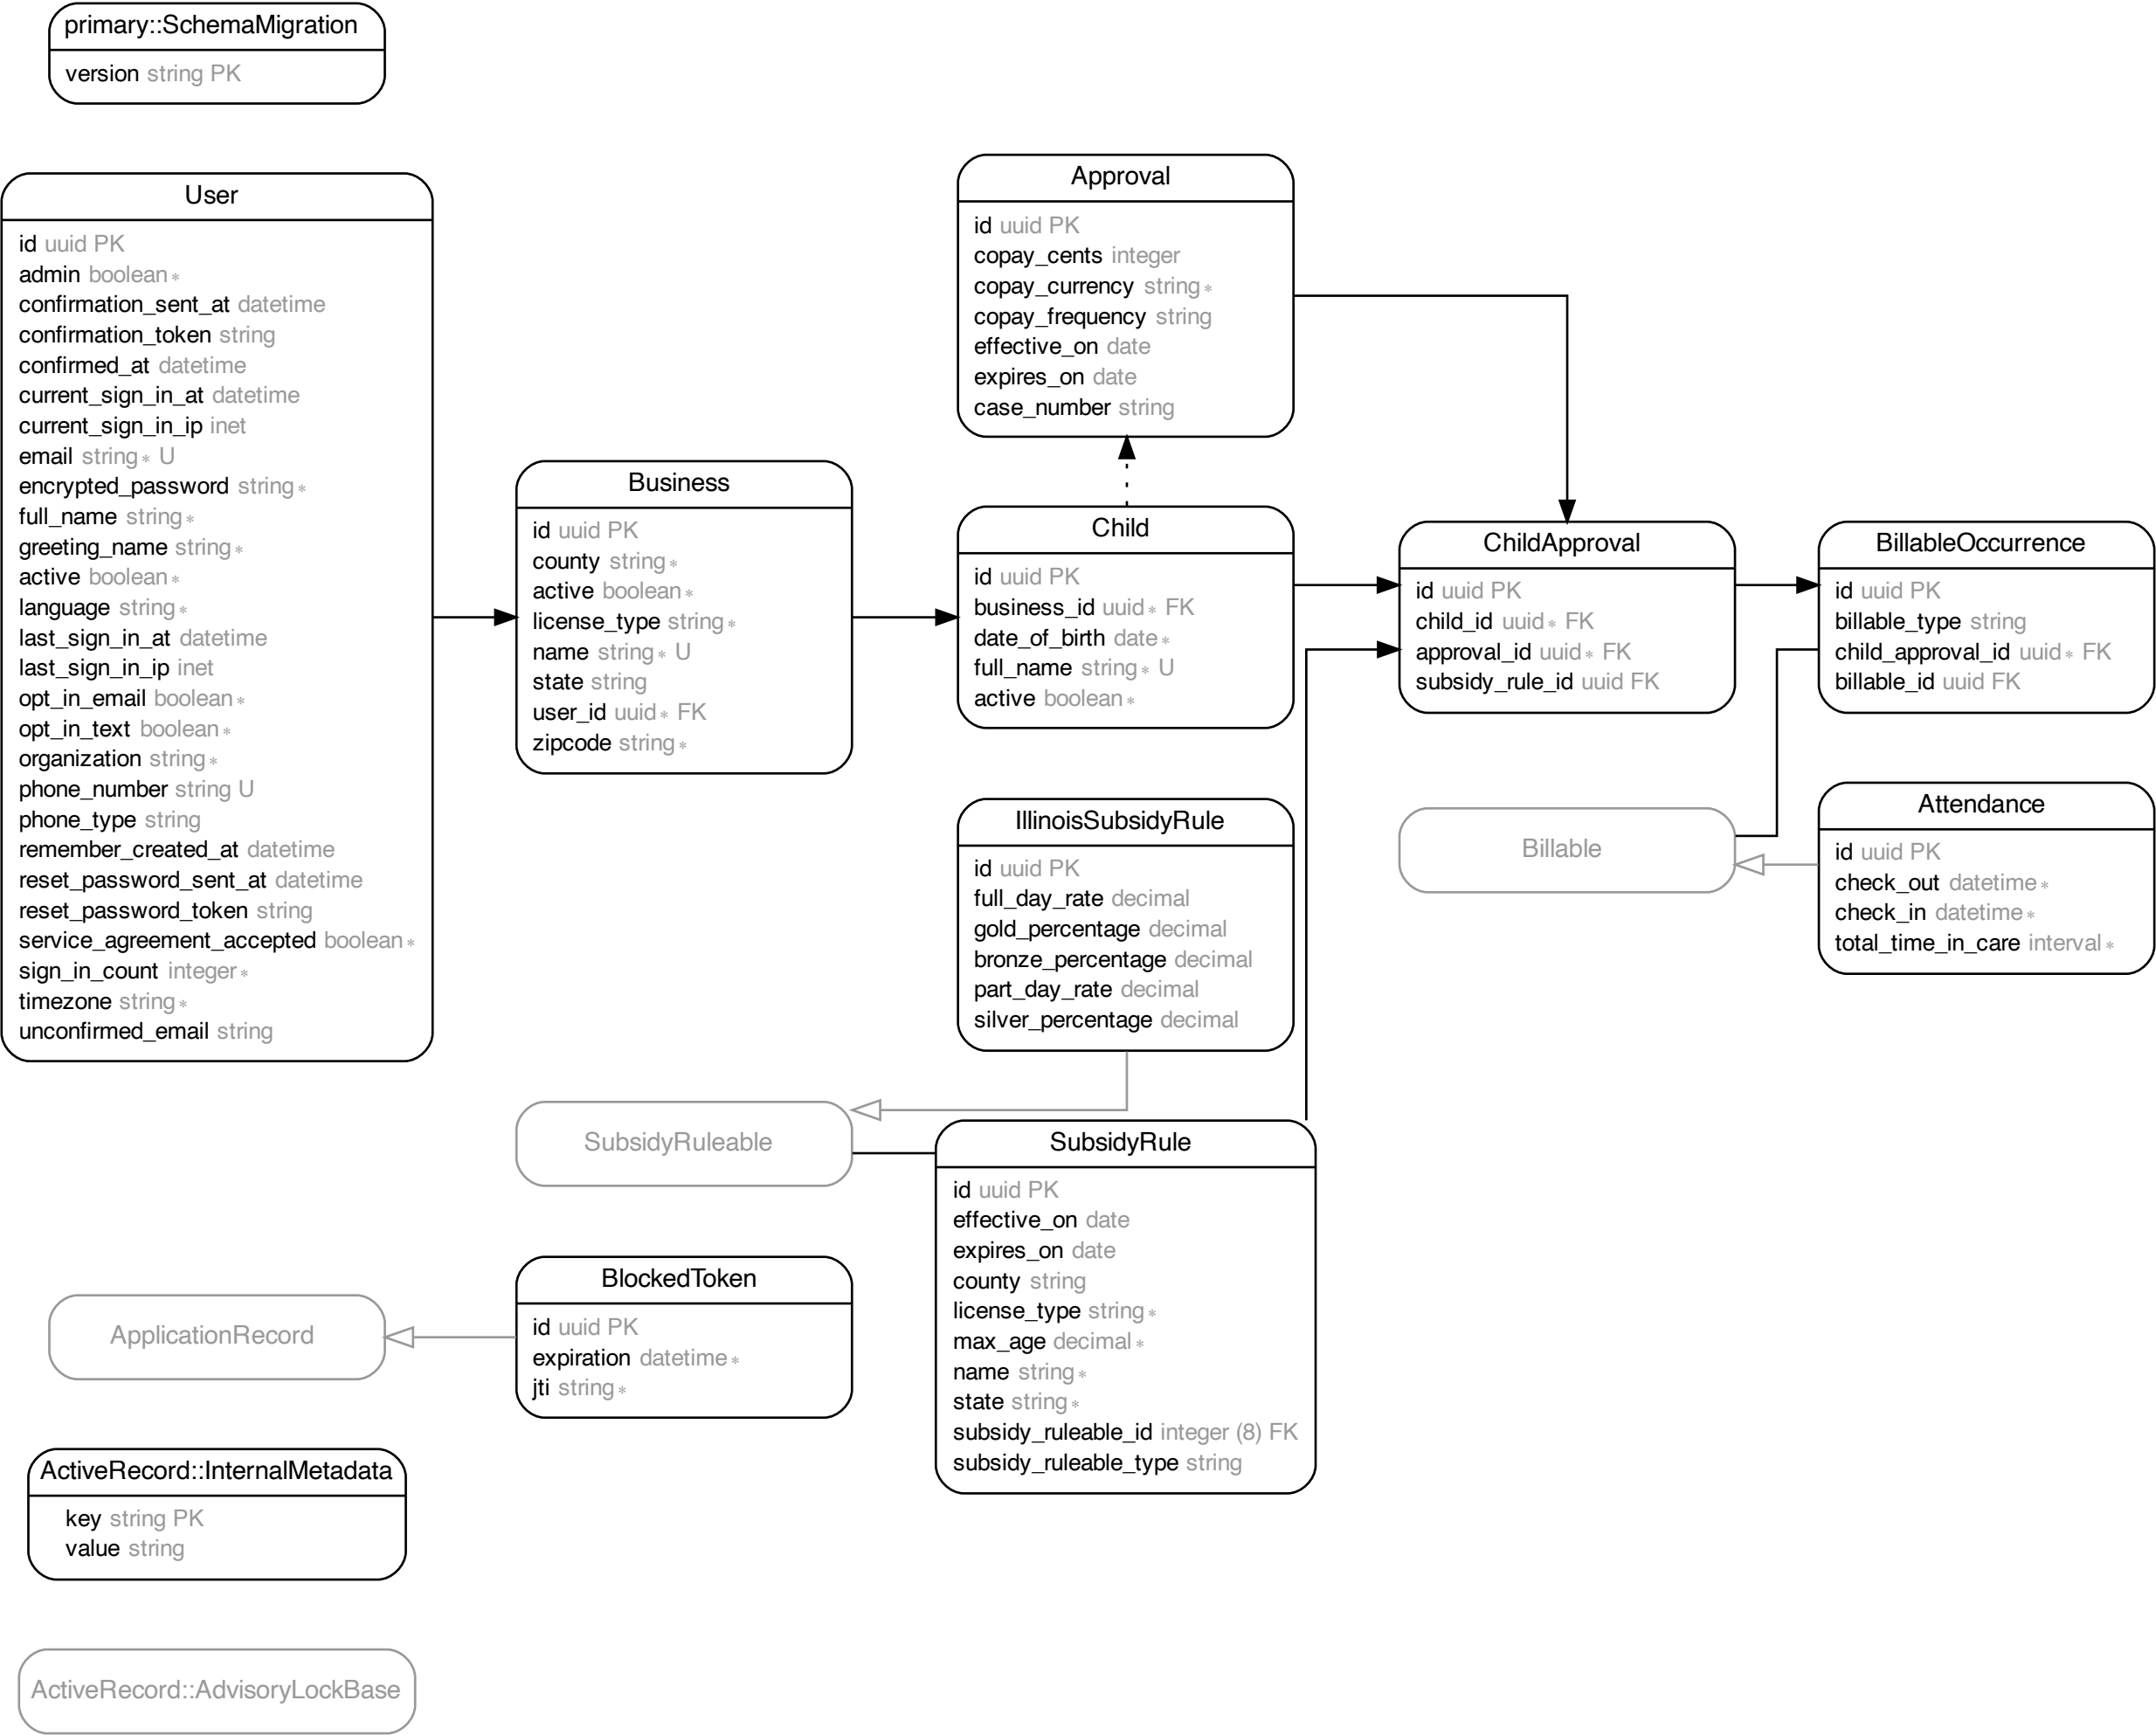 primary::SchemaMigration
version string PK
User
id uuid PK
admin boolean∗
confirmation_sent_at datetime
confirmation_token string
confirmed_at datetime
current_sign_in_at datetime
current_sign_in_ip inet
email string∗ U
encrypted_password string∗
full_name string∗
greeting_name string∗
active boolean∗
language string∗
last_sign_in_at datetime
last_sign_in_ip inet
opt_in_email boolean∗
opt_in_text boolean∗
organization string∗
phone_number string U
phone_type string
remember_created_at datetime
reset_password_sent_at datetime
reset_password_token string
service_agreement_accepted boolean∗
sign_in_count integer∗
timezone string∗
unconfirmed_email string
Business
id uuid PK
county string∗
active boolean∗
license_type string∗
name string∗ U
state string
user_id uuid∗ FK
zipcode string∗
Approval
id uuid PK
copay_cents integer
copay_currency string∗
copay_frequency string
effective_on date
expires_on date
case_number string
Child
id uuid PK
business_id uuid∗ FK
date_of_birth date∗
full_name string∗ U
active boolean∗
ChildApproval
id uuid PK
child_id uuid∗ FK
approval_id uuid∗ FK
subsidy_rule_id uuid FK
BillableOccurrence
id uuid PK
billable_type string
child_approval_id uuid∗ FK
billable_id uuid FK
IllinoisSubsidyRule
id uuid PK
full_day_rate decimal
gold_percentage decimal
bronze_percentage decimal
part_day_rate decimal
silver_percentage decimal
Billable
Attendance
id uuid PK
check_out datetime∗
check_in datetime∗
total_time_in_care interval∗
SubsidyRuleable
SubsidyRule
id uuid PK
effective_on date
expires_on date
county string
license_type string∗
max_age decimal∗
name string∗
state string∗
subsidy_ruleable_id integer (8) FK
subsidy_ruleable_type string
ApplicationRecord
BlockedToken
id uuid PK
expiration datetime∗
jti string∗
ActiveRecord::InternalMetadata
key string PK
value string
ActiveRecord::AdvisoryLockBase